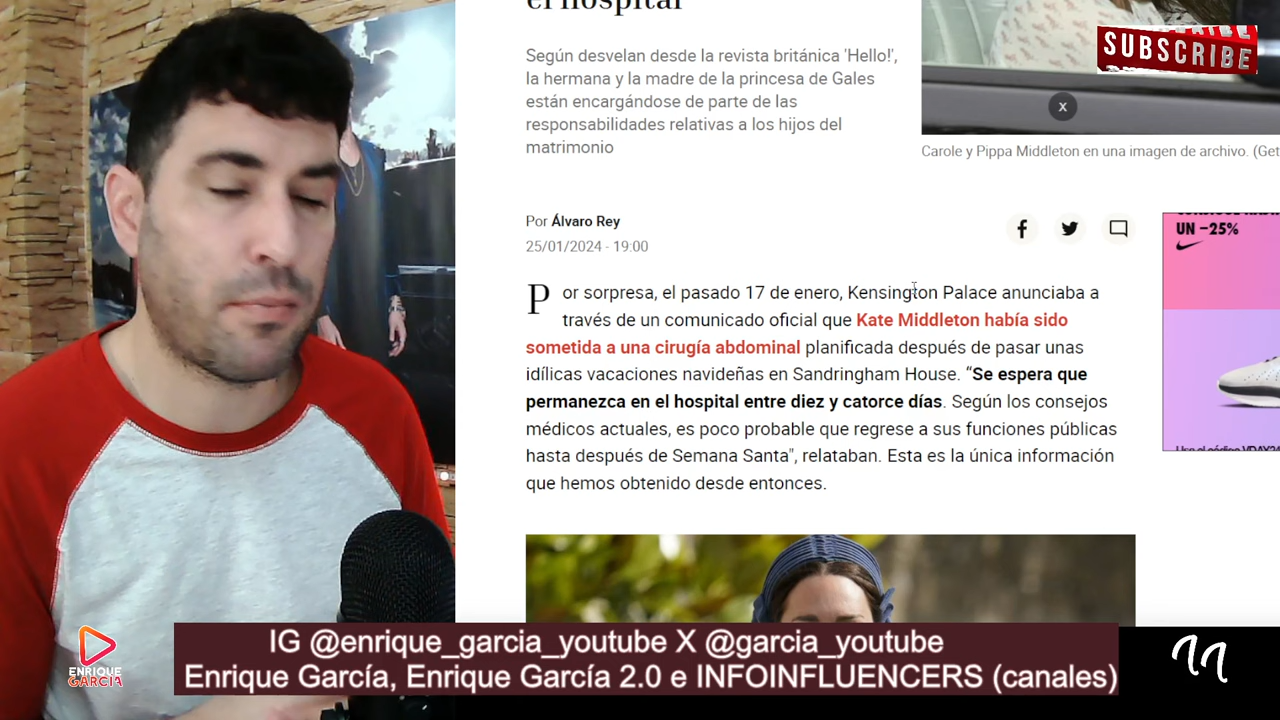 el hospital
Según desvelan desde la revista británica 'Hello!',
la hermana y la madre de la princesa de Gales
están encargándose de parte de las
responsabilidades relativas a los hijos del
matrimonio
SUBSCRIBE
x
Carole y Pippa Middleton en una imagen de archivo. (Get
Por Álvaro Rey
25/01/2024 - 19:00
UN -25%
Por sorpresa, el pasado 17 de enero, Kensington Palace anunciaba a
través de un comunicado oficial que Kate Middleton había sido
sometida a una cirugía abdominal planificada después de pasar unas
idílicas vacaciones navideñas en Sandringham House. “Se espera que
permanezca en el hospital entre diez y catorce días. Según los consejos
médicos actuales, es poco probable que regrese a sus funciones públicas
hasta después de Semana Santa", relataban. Esta es la única información
que hemos obtenido desde entonces.
IG @enrique_garcia_youtube X @garcia_youtube
Enrique García, Enrique García 2.0 e INFOINFLUENCERS (canales)
ENRIQUE
GARCÍA